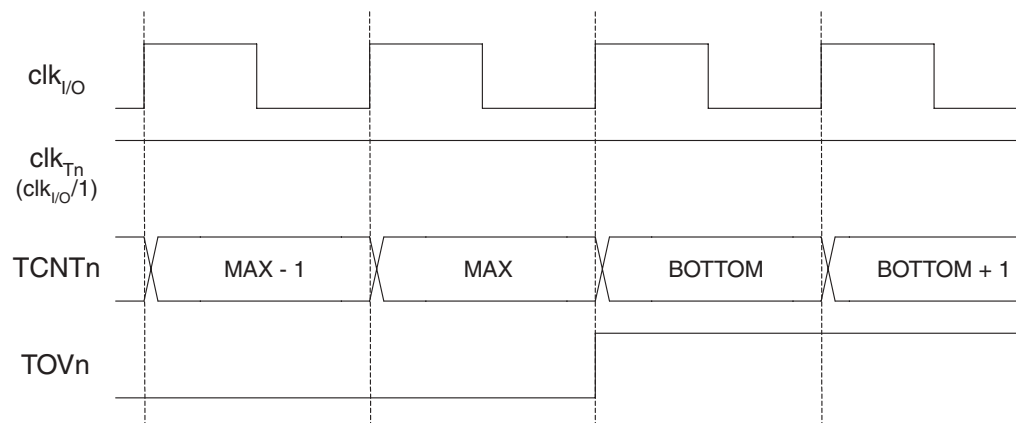 clkI/O
clkTn
(clkI/O/1)
TCNTn MAX - 1 MAX BOTTOM BOTTOM + 1
TOVn